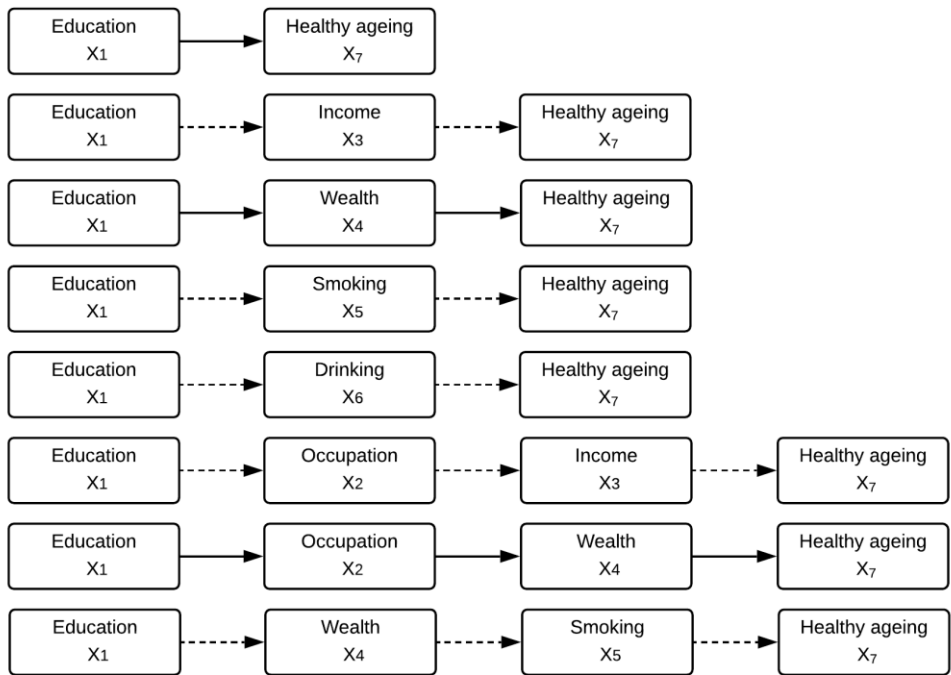 Education
X1
Healthy ageing
X7
Education
X1
Income
X3
Healthy ageing
X7
Education
X1
Wealth
X4
Healthy ageing
X7
Education
X1
Smoking
X5
Healthy ageing
X7
Education
X1
Drinking
X6
Healthy ageing
X7
Education
X1
Occupation
X2
Income
X3
Healthy ageing
X7
Education
X1
Occupation
X2
Wealth
X4
Healthy ageing
X7
Education
X1
Wealth
X4
Smoking
X5
Healthy ageing
X7